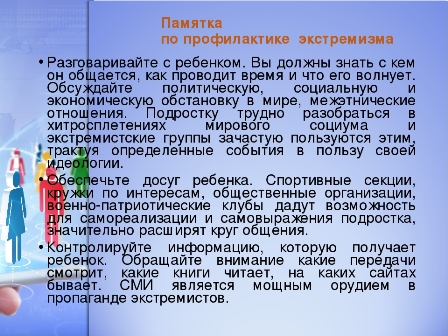 Памятка
по профилактике экстремизма
• Разговаривайте с ребенком. Вы должны знать с кем
он общается, как проводит время и что его волнует.
Обсуждайте политическую, социальную и
экономическую обстановку в мире, межэтнические
отношения. Подростку трудно разобраться в
хитросплетениях мирового социума и
экстремистские группы зачастую пользуются этим,
трактуя определенные события в пользу своей
идеологии.
• Обеспечьте досуг ребенка. Спортивные секции,
кружки по интересам, общественные организации,
военно-патриотические клубы дадут возможность
для самореализации и самовыражения подростка,
значительно расширят круг общения.
• Контролируйте информацию, которую получает
ребенок. Обращайте внимание какие передачи
смотрит, какие книги читает, на каких сайтах
бывает. СМИ является мощным орудием в
пропаганде экстремистов.